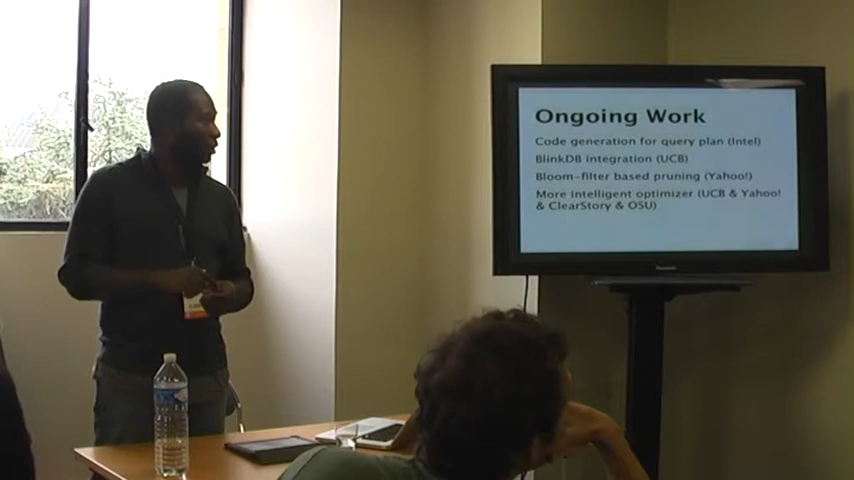 Ongoing Work
Code generation for query plan (Intel)
BlinkDB integration (UCB)
Bloom-filter based pruning (Yahoo!)
More intelligent optimizer (UCB & Yahoo!
& ClearStory & OSU)
Panasonic